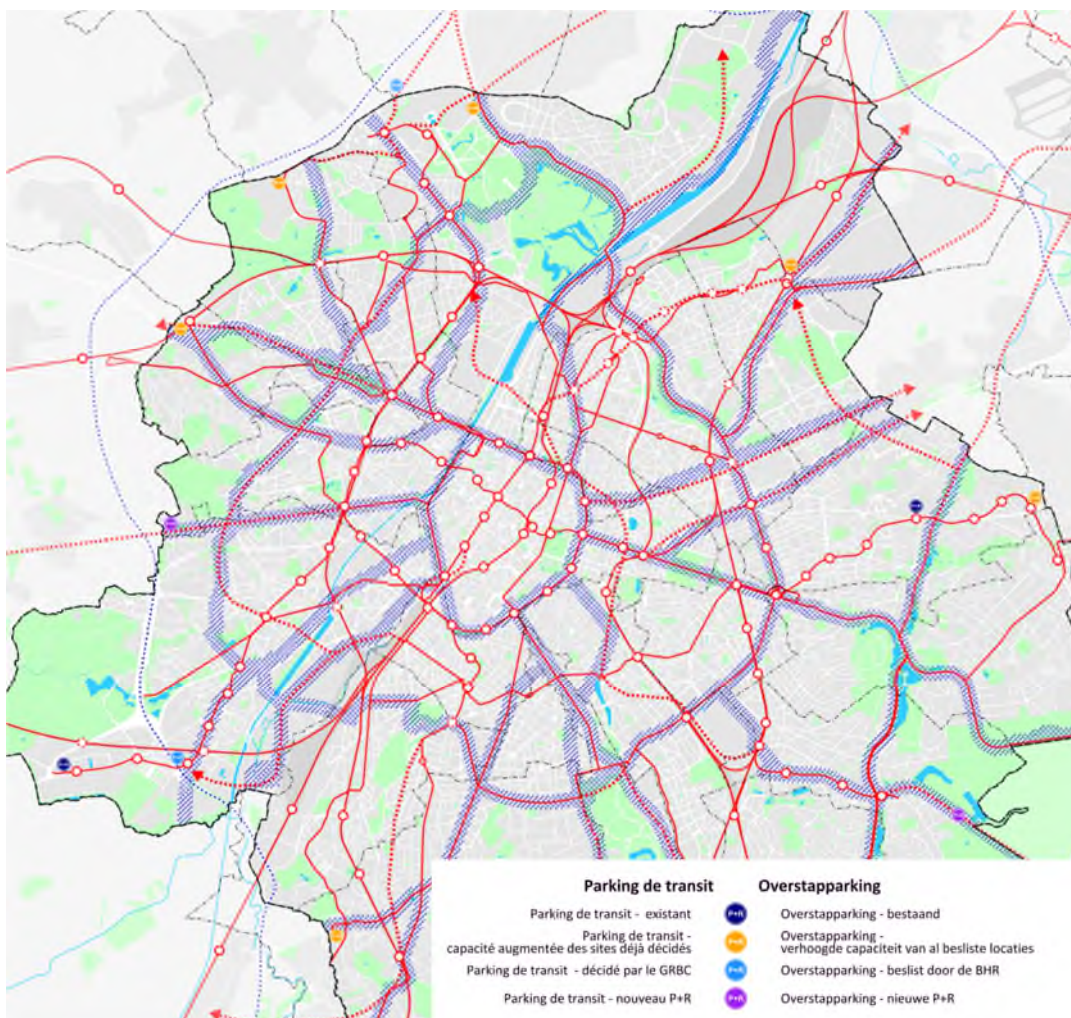 Parking de transit Overstapparking
Parking de transit - existant P+R Overstapparking - bestaand
Parking de transit - Overstapparking -
capacité augmentée des sites déjà décidés P+R verhoogde capaciteit van al besliste locaties
Parking de transit - décidé par le GRBC P+R Overstapparking - beslist door de BHR
Parking de transit - nouveau P+R P+R Overstapparking - nieuwe P+R